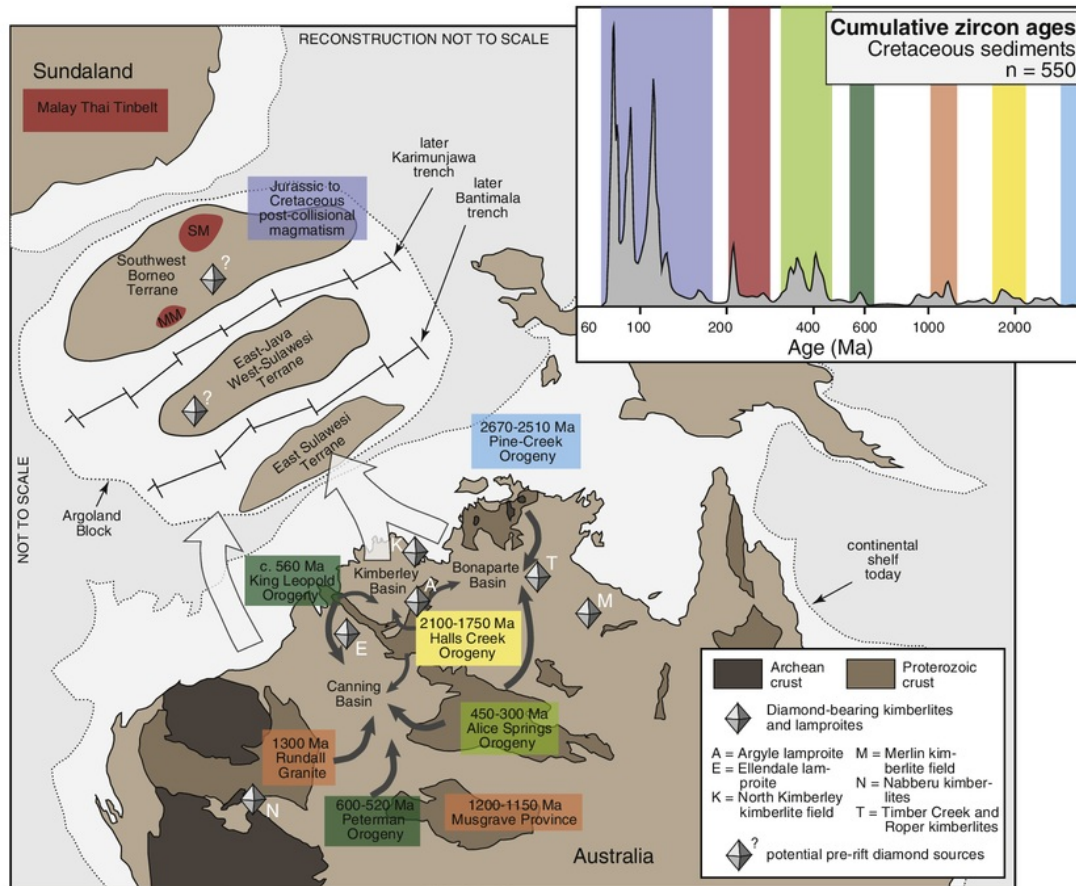 RECONSTRUCTION NOT TO SCALE
Sundaland
Malay Thai Tinbelt
Cumulative zircon ages
Cretaceous sediments
n = 550
60
100
200
400
600
1000
2000
Age (Ma)
later
Karimunjawa
trench
later
Bantimala
trench
Jurassic to
Cretaceous
post-collisional
magmatism
SM
?
Southwest
Borneo
Terrane
MM
East-Java
West-Sulawesi
Terrane
?
East Sulawesi
Terrane
NOT TO SCALE
Argoland
Block
2670-2510 Ma
Pine-Creek
Orogeny
continental
shelf
today
c. 560 Ma
King Leopold
Orogeny
K
Kimberley
Basin
Bonaparte
Basin
T
A
M
E
2100-1750 Ma
Halls Creek
Orogeny
Canning
Basin
450-300 Ma
Alice Springs
Orogeny
1300 Ma
Rundall
Granite
N
600-520 Ma
Peterman
Orogeny
1200-1150 Ma
Musgrave Province
Australia
Archean
crust
Proterozoic
crust
Diamond-bearing kimberlites
and lamproites
A = Argyle lamproite
E = Ellendale lam-
proite
K = North Kimberley
kimberlite field
M = Merlin kim-
berlite field
N = Nabberu kimber-
lites
T = Timber Creek and
Roper kimberlites
?
potential pre-rift diamond sources